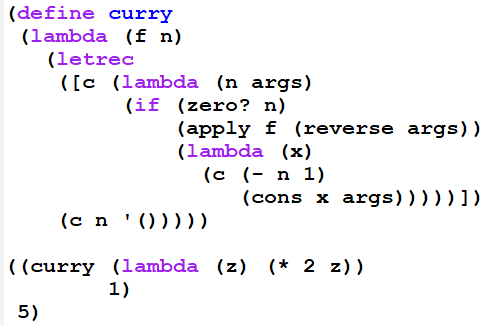 (define curry
 (lambda (f n)
   (letrec
    ([c (lambda (n args)
         (if (zero? n)
             (apply f (reverse args))
             (lambda (x)
               (c (- n 1)
                  (cons x args)))))])
    (c n '()))))

((curry (lambda (z) (* 2 z))
        1)
 5)